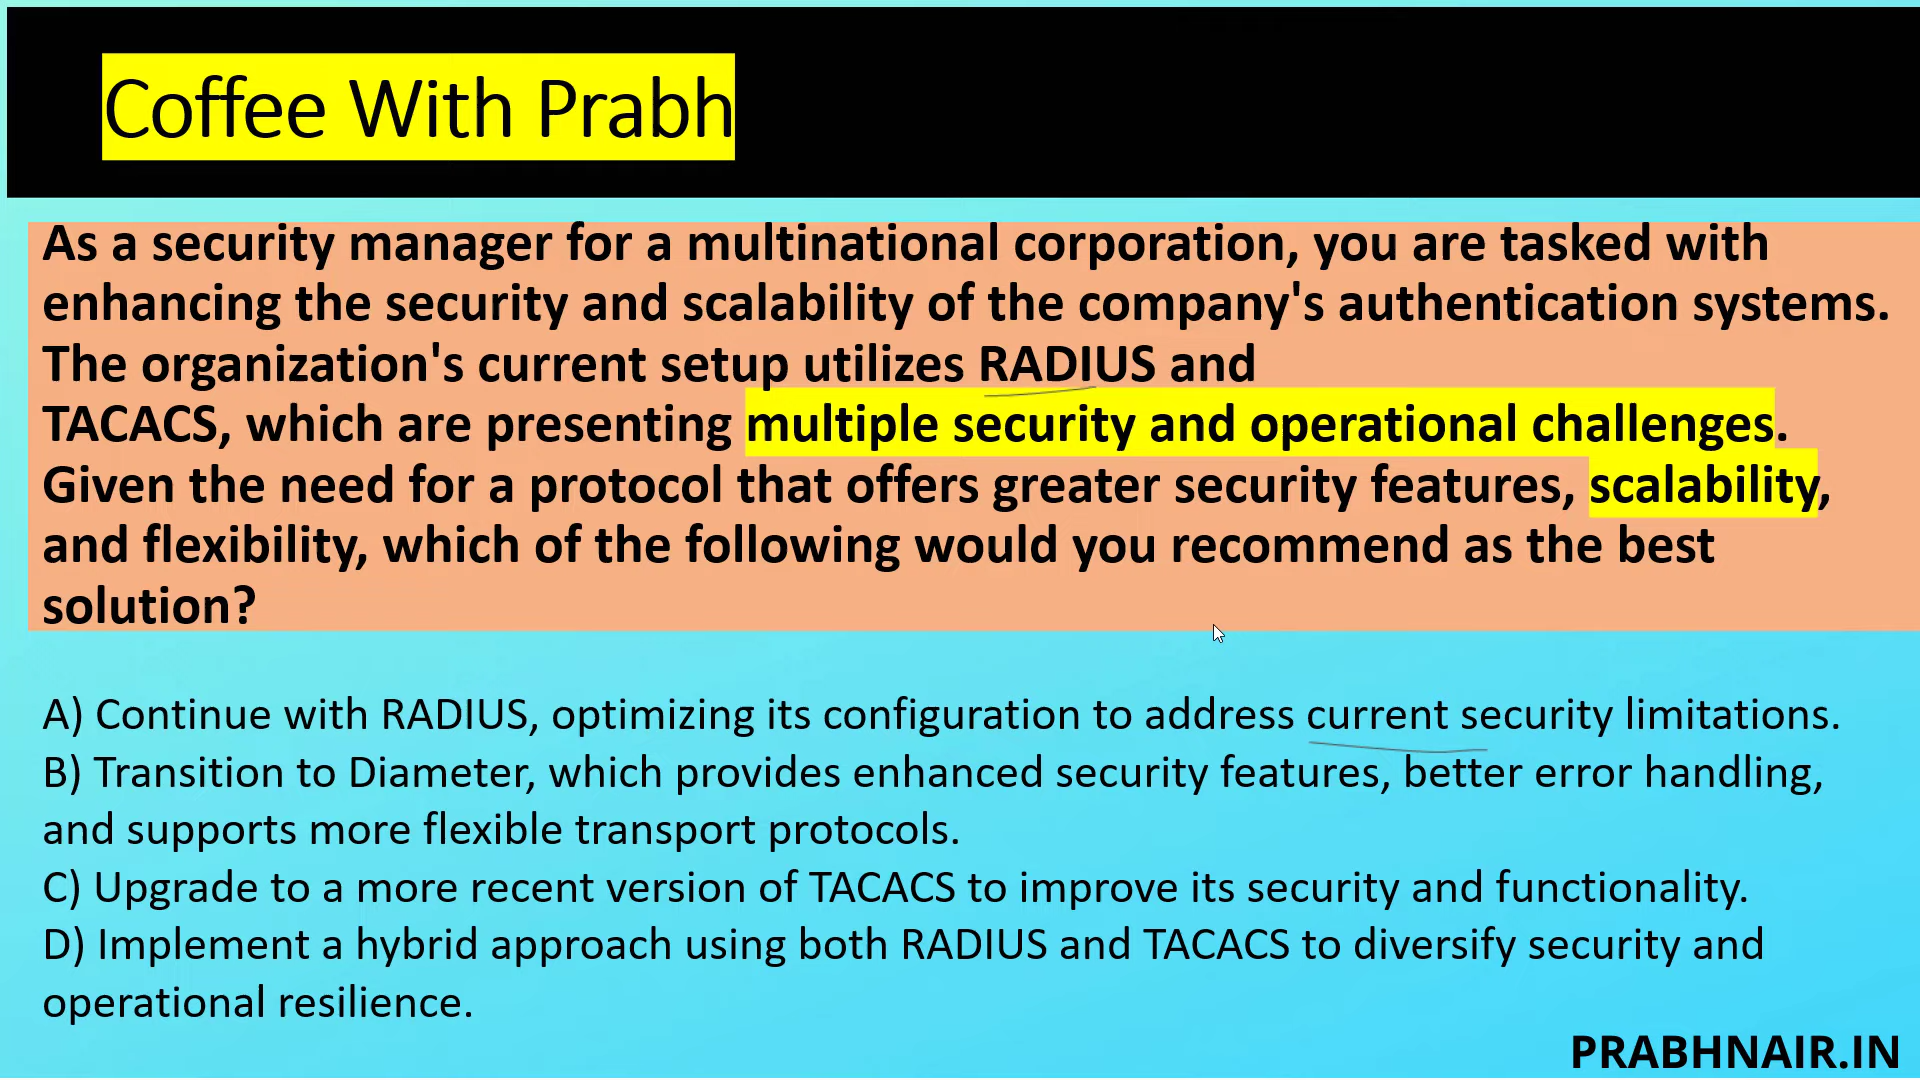 Coffee With Prabh
As a security manager for a multinational corporation, you are tasked with
enhancing the security and scalability of the company's authentication systems.
The organization's current setup utilizes RADIUS and
TACACS, which are presenting multiple security and operational challenges.
Given the need for a protocol that offers greater security features, scalability,
and flexibility, which of the following would you recommend as the best
solution?
A) Continue with RADIUS, optimizing its configuration to address current security limitations.
B) Transition to Diameter, which provides enhanced security features, better error handling,
and supports more flexible transport protocols.
C) Upgrade to a more recent version of TACACS to improve its security and functionality.
D) Implement a hybrid approach using both RADIUS and TACACS to diversify security and
operational resilience.
PRABHNAIR.IN